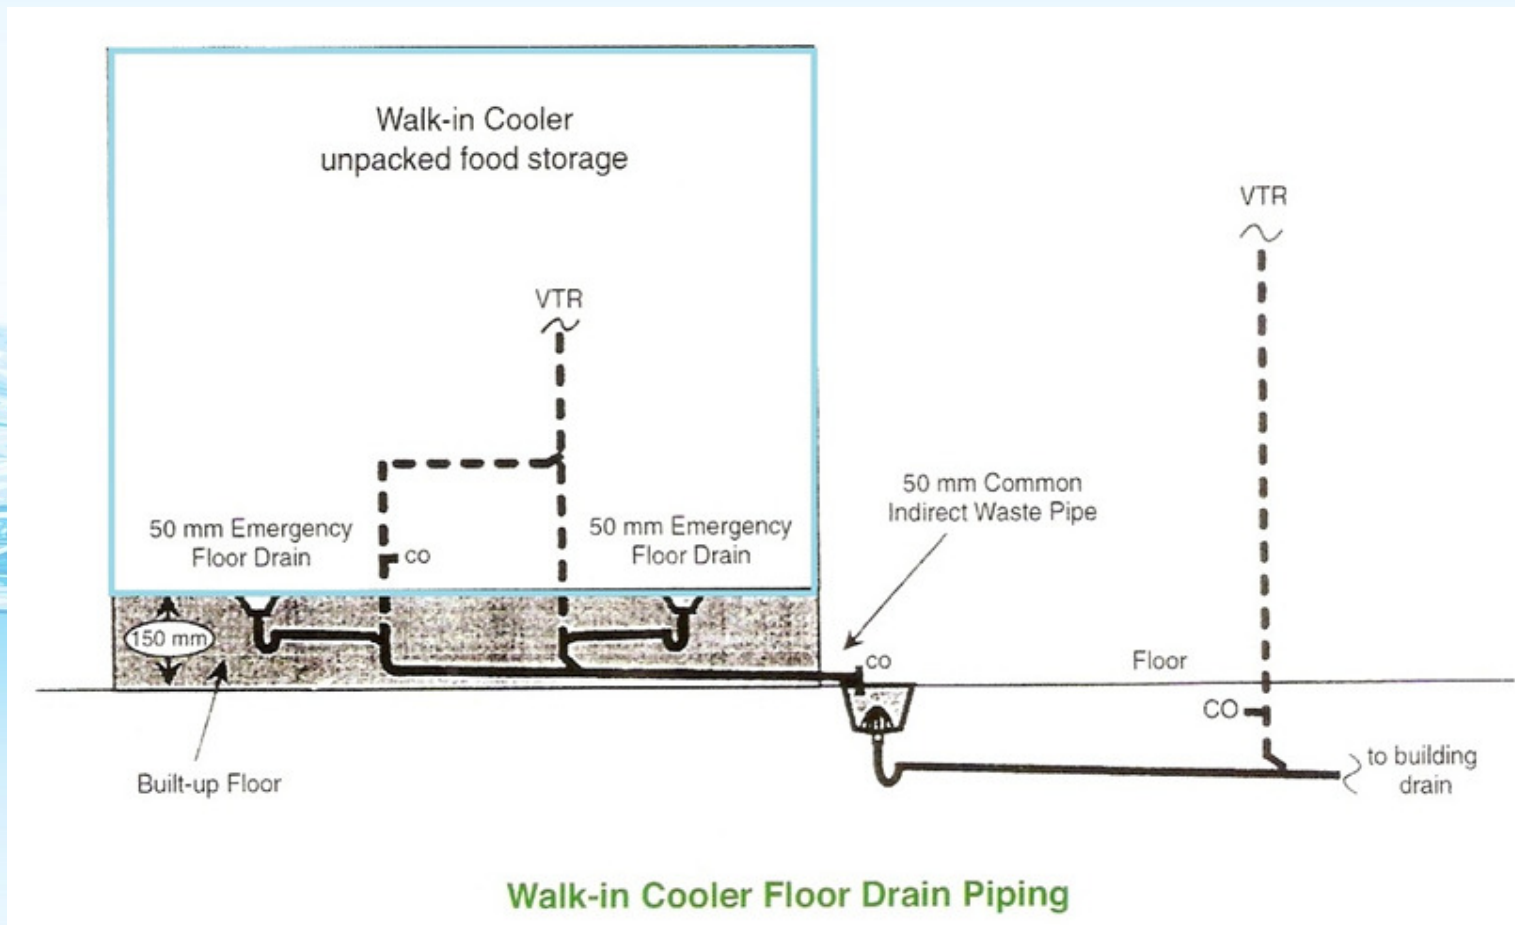 Walk-in Cooler
unpacked food storage
VTR
VTR
50 mm Emergency
Floor Drain
CO
50 mm Emergency
Floor Drain
50 mm Common
Indirect Waste Pipe
150 mm
CO
Floor
CO
Built-up Floor
to building
drain
Walk-in Cooler Floor Drain Piping